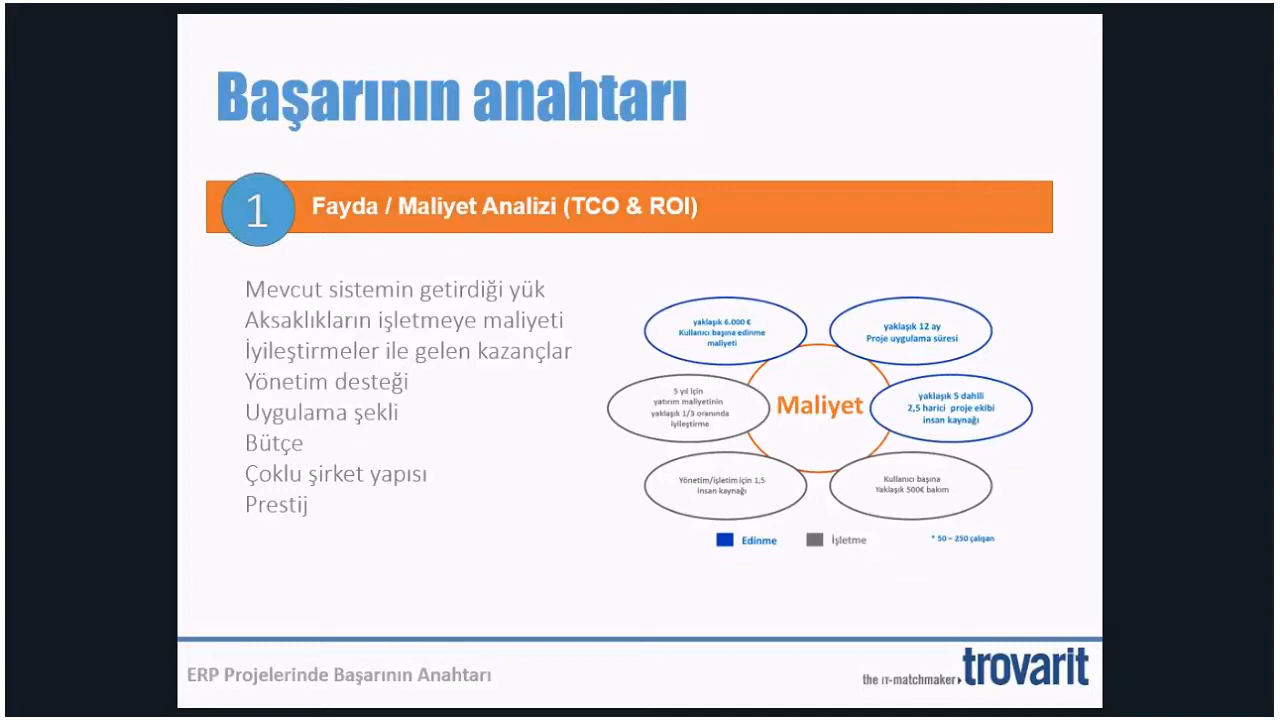 Başarının anahtarı
1
Fayda / Maliyet Analizi (TCO & ROI)
Mevcut sistemin getirdiği yük
Aksaklıkların işletmeye maliyeti
İyileştirmeler ile gelen kazançlar
Yönetim desteği
Uygulama şekli
Bütçe
Çoklu şirket yapısı
Prestij
yaklaşık 6.000 €
Kullanıcı başına edinme
maliyeti
yaklaşık 12 ay
Proje uygulama süresi
5 yıl için
yatırım maliyetinin
yaklaşık 1/3 oranında
iyileştirme
Maliyet
yaklaşık 5 dahili
2,5 harici proje ekibi
insan kaynağı
Yönetim/işletim için 1,5
insan kaynağı
Kullanıcı başına
Yaklaşık 500€ bakım
Edinme
İşletme
* 50 – 250 çalışan
ERP Projelerinde Başarının Anahtarı
the IT-matchmaker trovarit